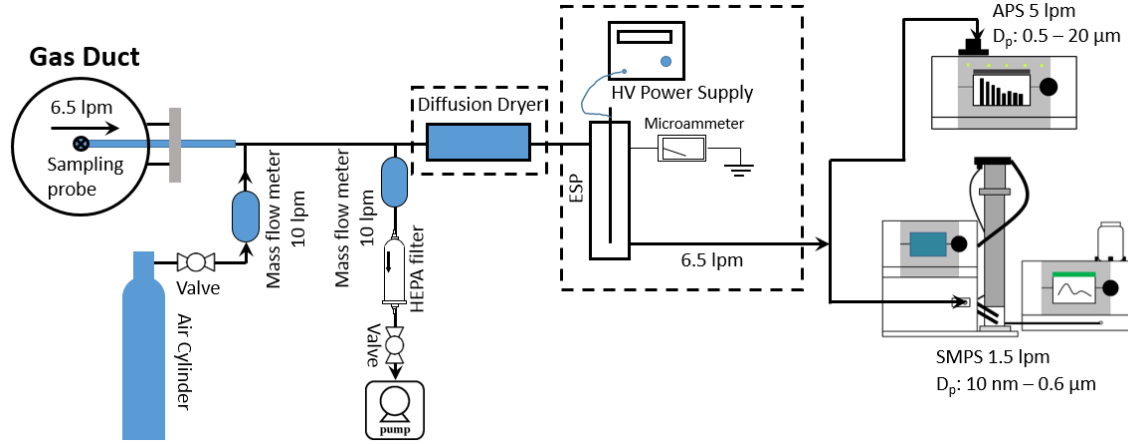 Gas Duct
6.5 lpm
Sampling
probe
Mass flow meter
10 lpm
Mass flow meter
10 lpm
Valve
Air Cylinder
HEPA filter
Valve
pump
Diffusion Dryer
HV Power Supply
Microammeter
ESP
6.5 lpm
APS 5 lpm
Dₚ: 0.5 – 20 µm
SMPS 1.5 lpm
Dₚ: 10 nm – 0.6 µm